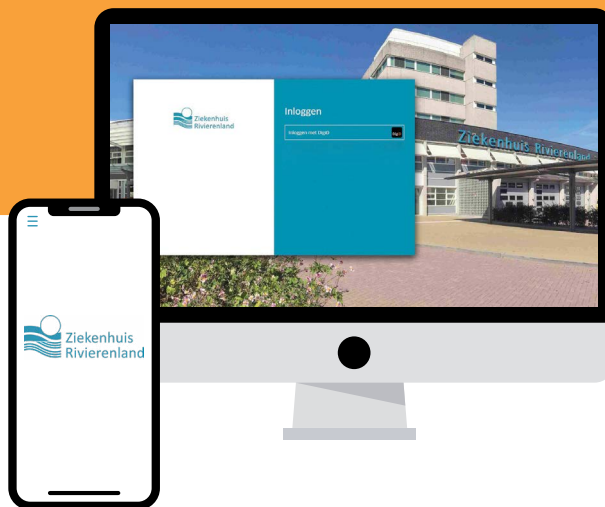 Ziekenhuis
Rivierenland
Inloggen
Inloggen met DigiD
Ziekenhuis Rivierenland
Ziekenhuis
Rivierenland